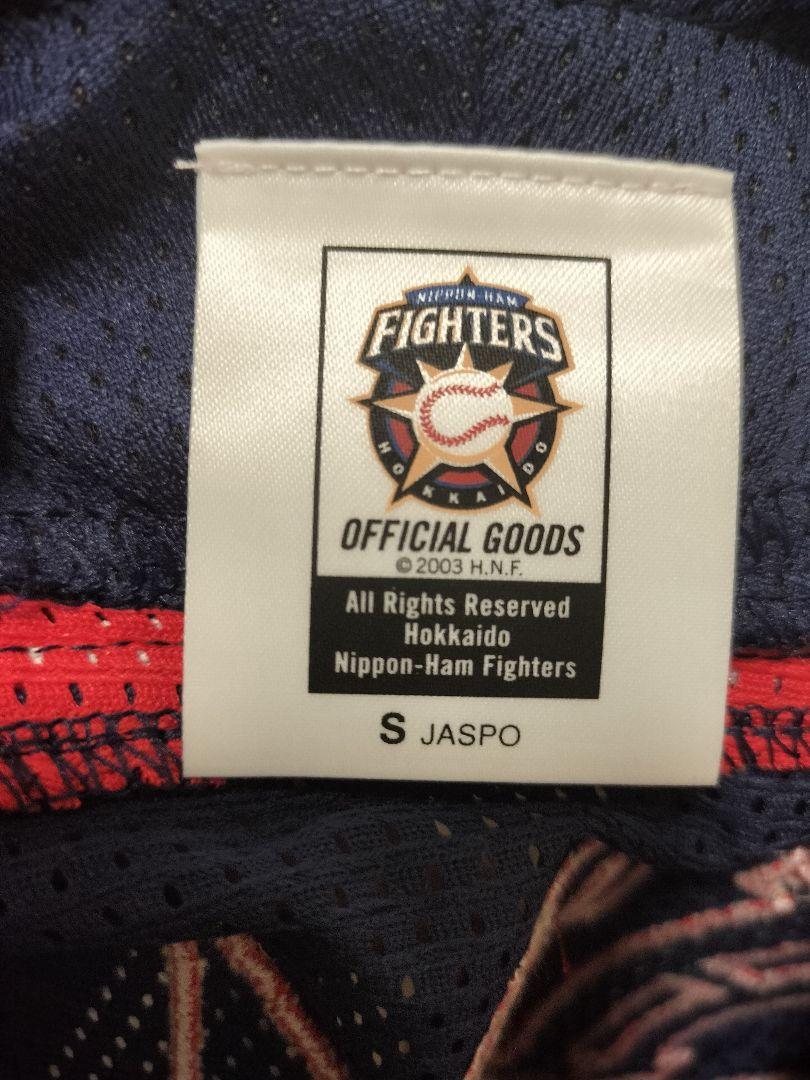 NIPPON-HAM
FIGHTERS
HOKKAIDO
OFFICIAL GOODS
©2003 H.N.F.
All Rights Reserved
Hokkaido
Nippon-Ham Fighters
S JASPO